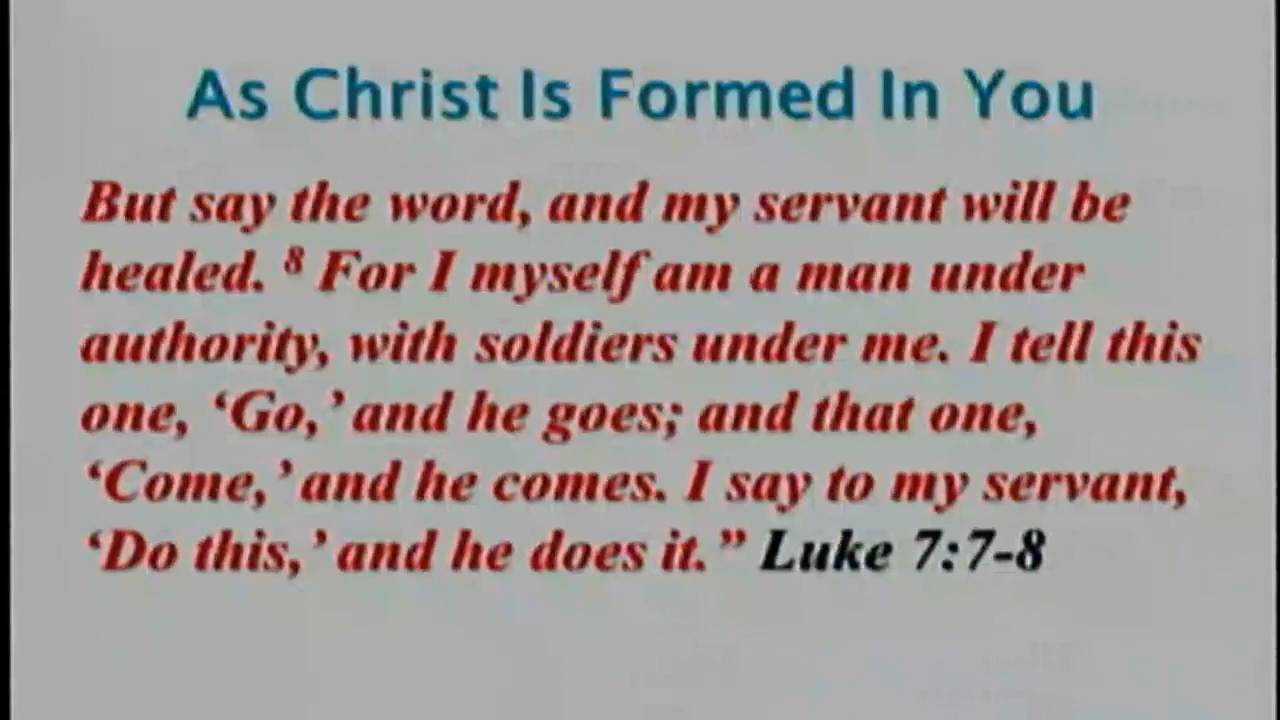 As Christ Is Formed In You
But say the word, and my servant will be
healed. ⁸ For I myself am a man under
authority, with soldiers under me. I tell this
one, ‘Go,’ and he goes; and that one,
‘Come,’ and he comes. I say to my servant,
‘Do this,’ and he does it.” Luke 7:7-8